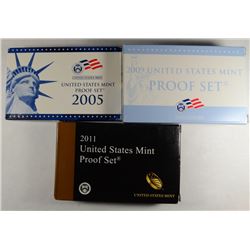 UNITED STATES MINT
PROOF SET®
2005
2009 UNITED STATES MINT
PROOF SET®
2011
United States Mint
Proof Set®
UNITED STATES MINT